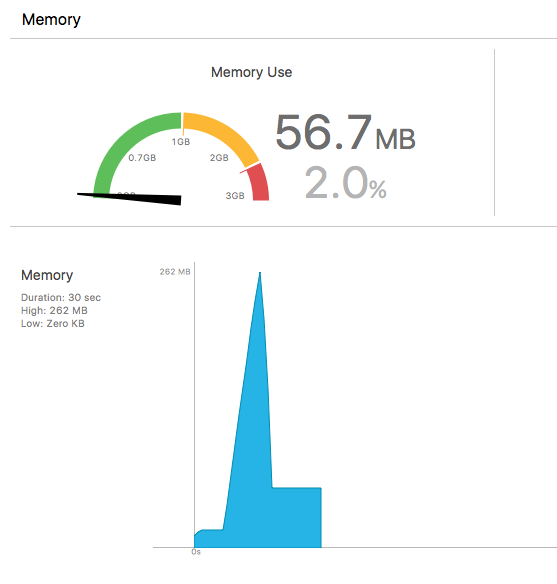 Memory
Memory Use
56.7MB
2.0%
1GB
0.7GB
2GB
3GB
Memory
Duration: 30 sec
High: 262 MB
Low: Zero KB
262 MB
0s